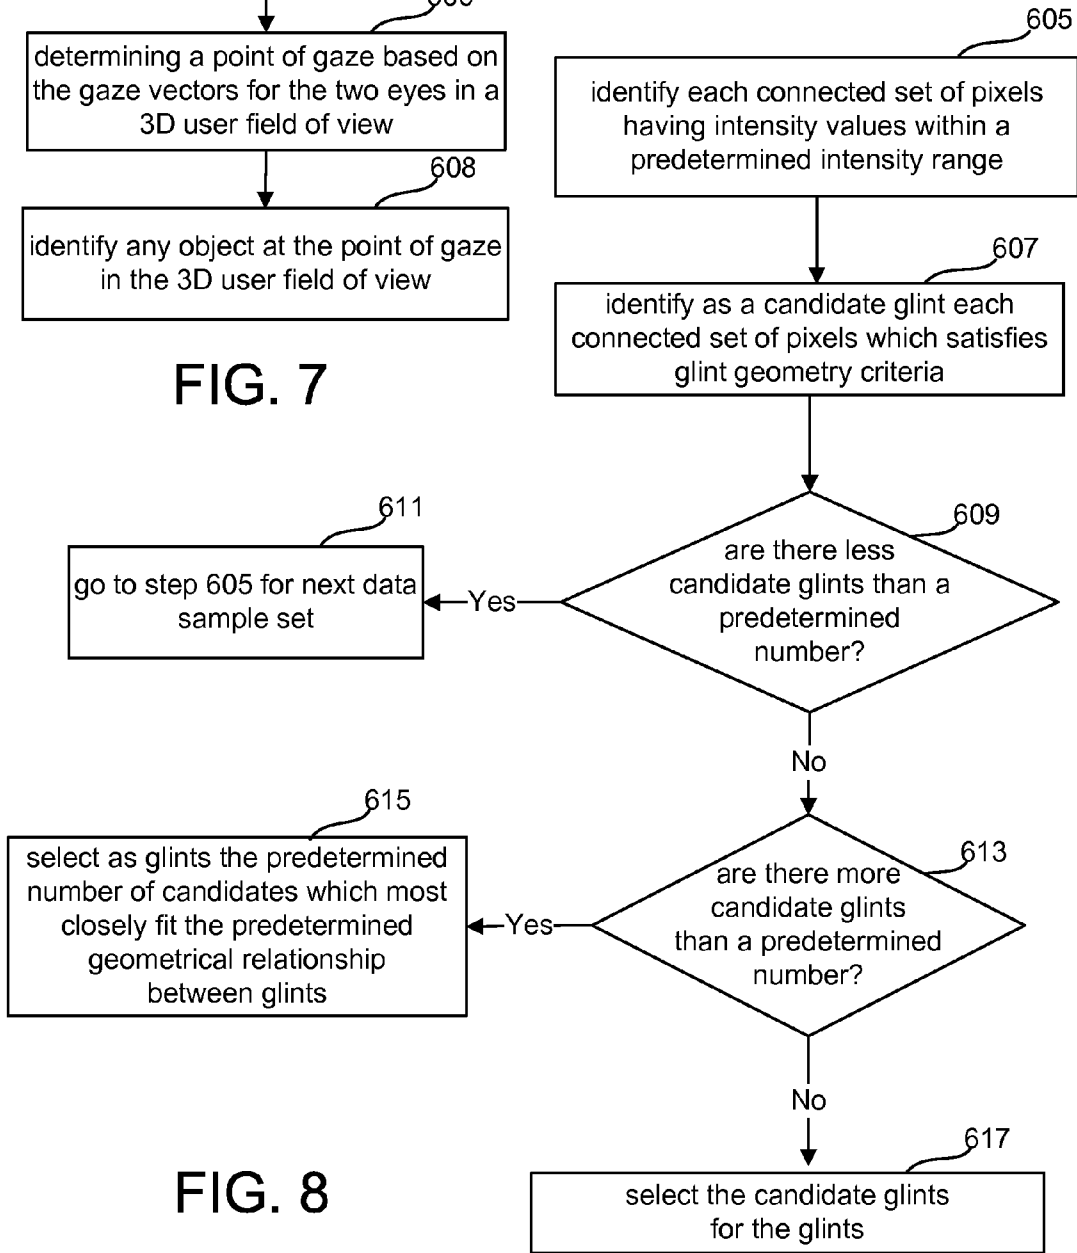 determining a point of gaze based on
the gaze vectors for the two eyes in a
3D user field of view
608
identify any object at the point of gaze
in the 3D user field of view
FIG. 7
605
identify each connected set of pixels
having intensity values within a
predetermined intensity range
607
identify as a candidate glint each
connected set of pixels which satisfies
glint geometry criteria
609
are there less
candidate glints than a
predetermined
number?
Yes
611
go to step 605 for next data
sample set
No
613
are there more
candidate glints
than a predetermined
number?
Yes
615
select as glints the predetermined
number of candidates which most
closely fit the predetermined
geometrical relationship
between glints
No
617
select the candidate glints
for the glints
FIG. 8